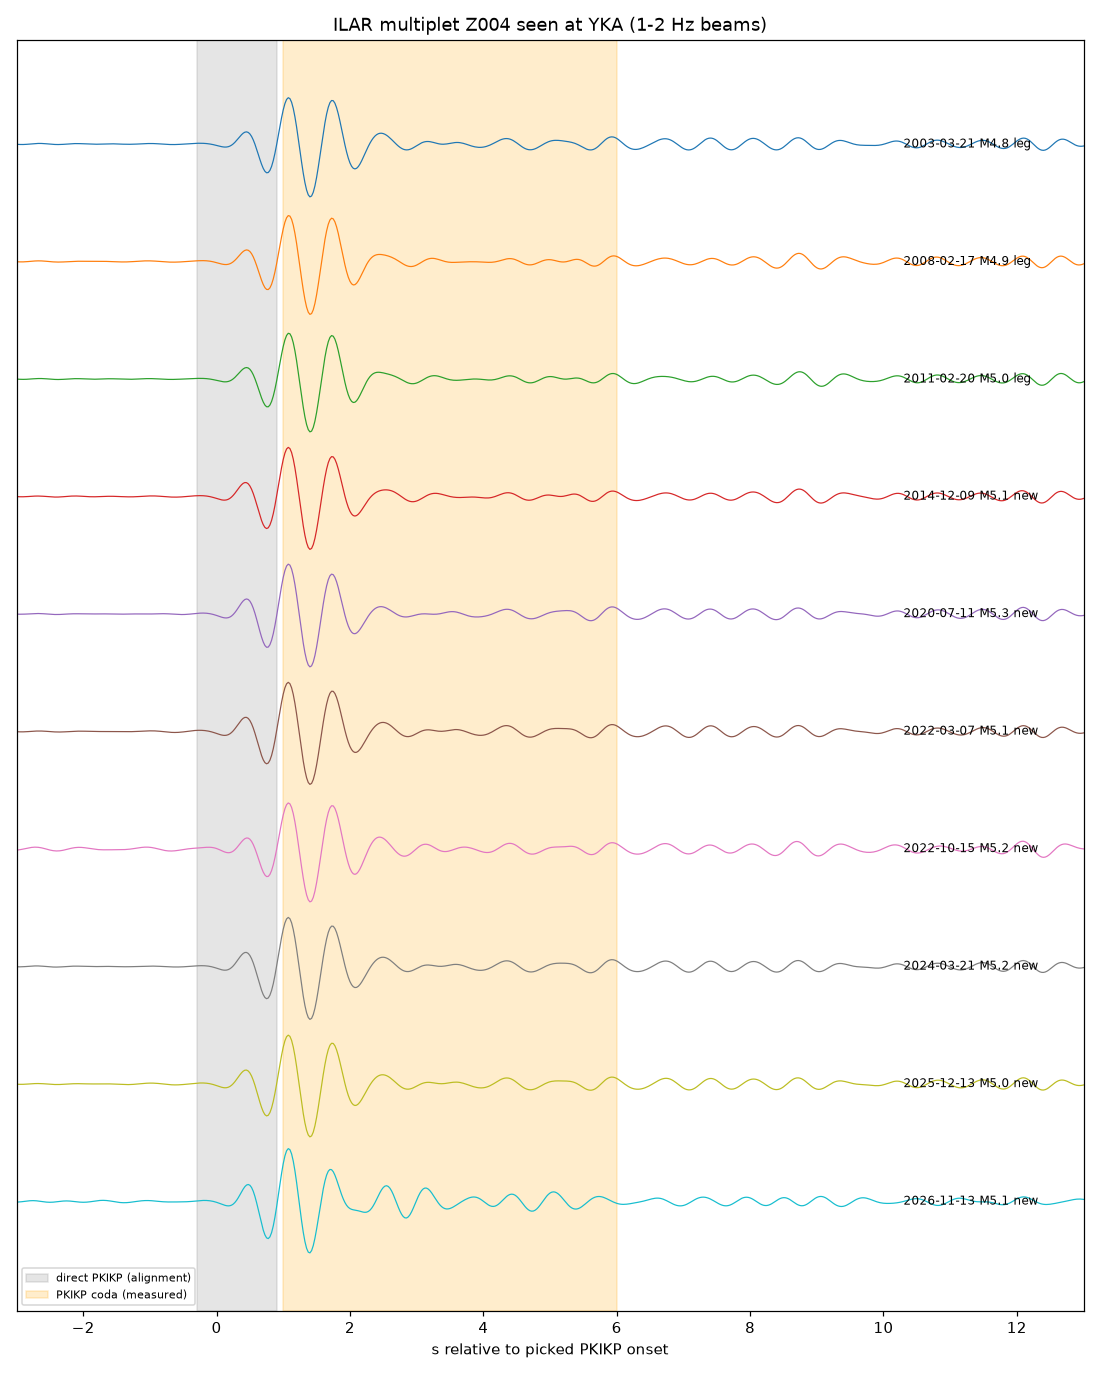 ILAR multiplet Z004 seen at YKA (1-2 Hz beams)
2003-03-21 M4.8 leg
2008-02-17 M4.9 leg
2011-02-20 M5.0 leg
2014-12-09 M5.1 new
2020-07-11 M5.3 new
2022-03-07 M5.1 new
2022-10-15 M5.2 new
2024-03-21 M5.2 new
2025-12-13 M5.0 new
2026-11-13 M5.1 new
direct PKIKP (alignment)
PKIKP coda (measured)
−2 0 2 4 6 8 10 12
s relative to picked PKIKP onset